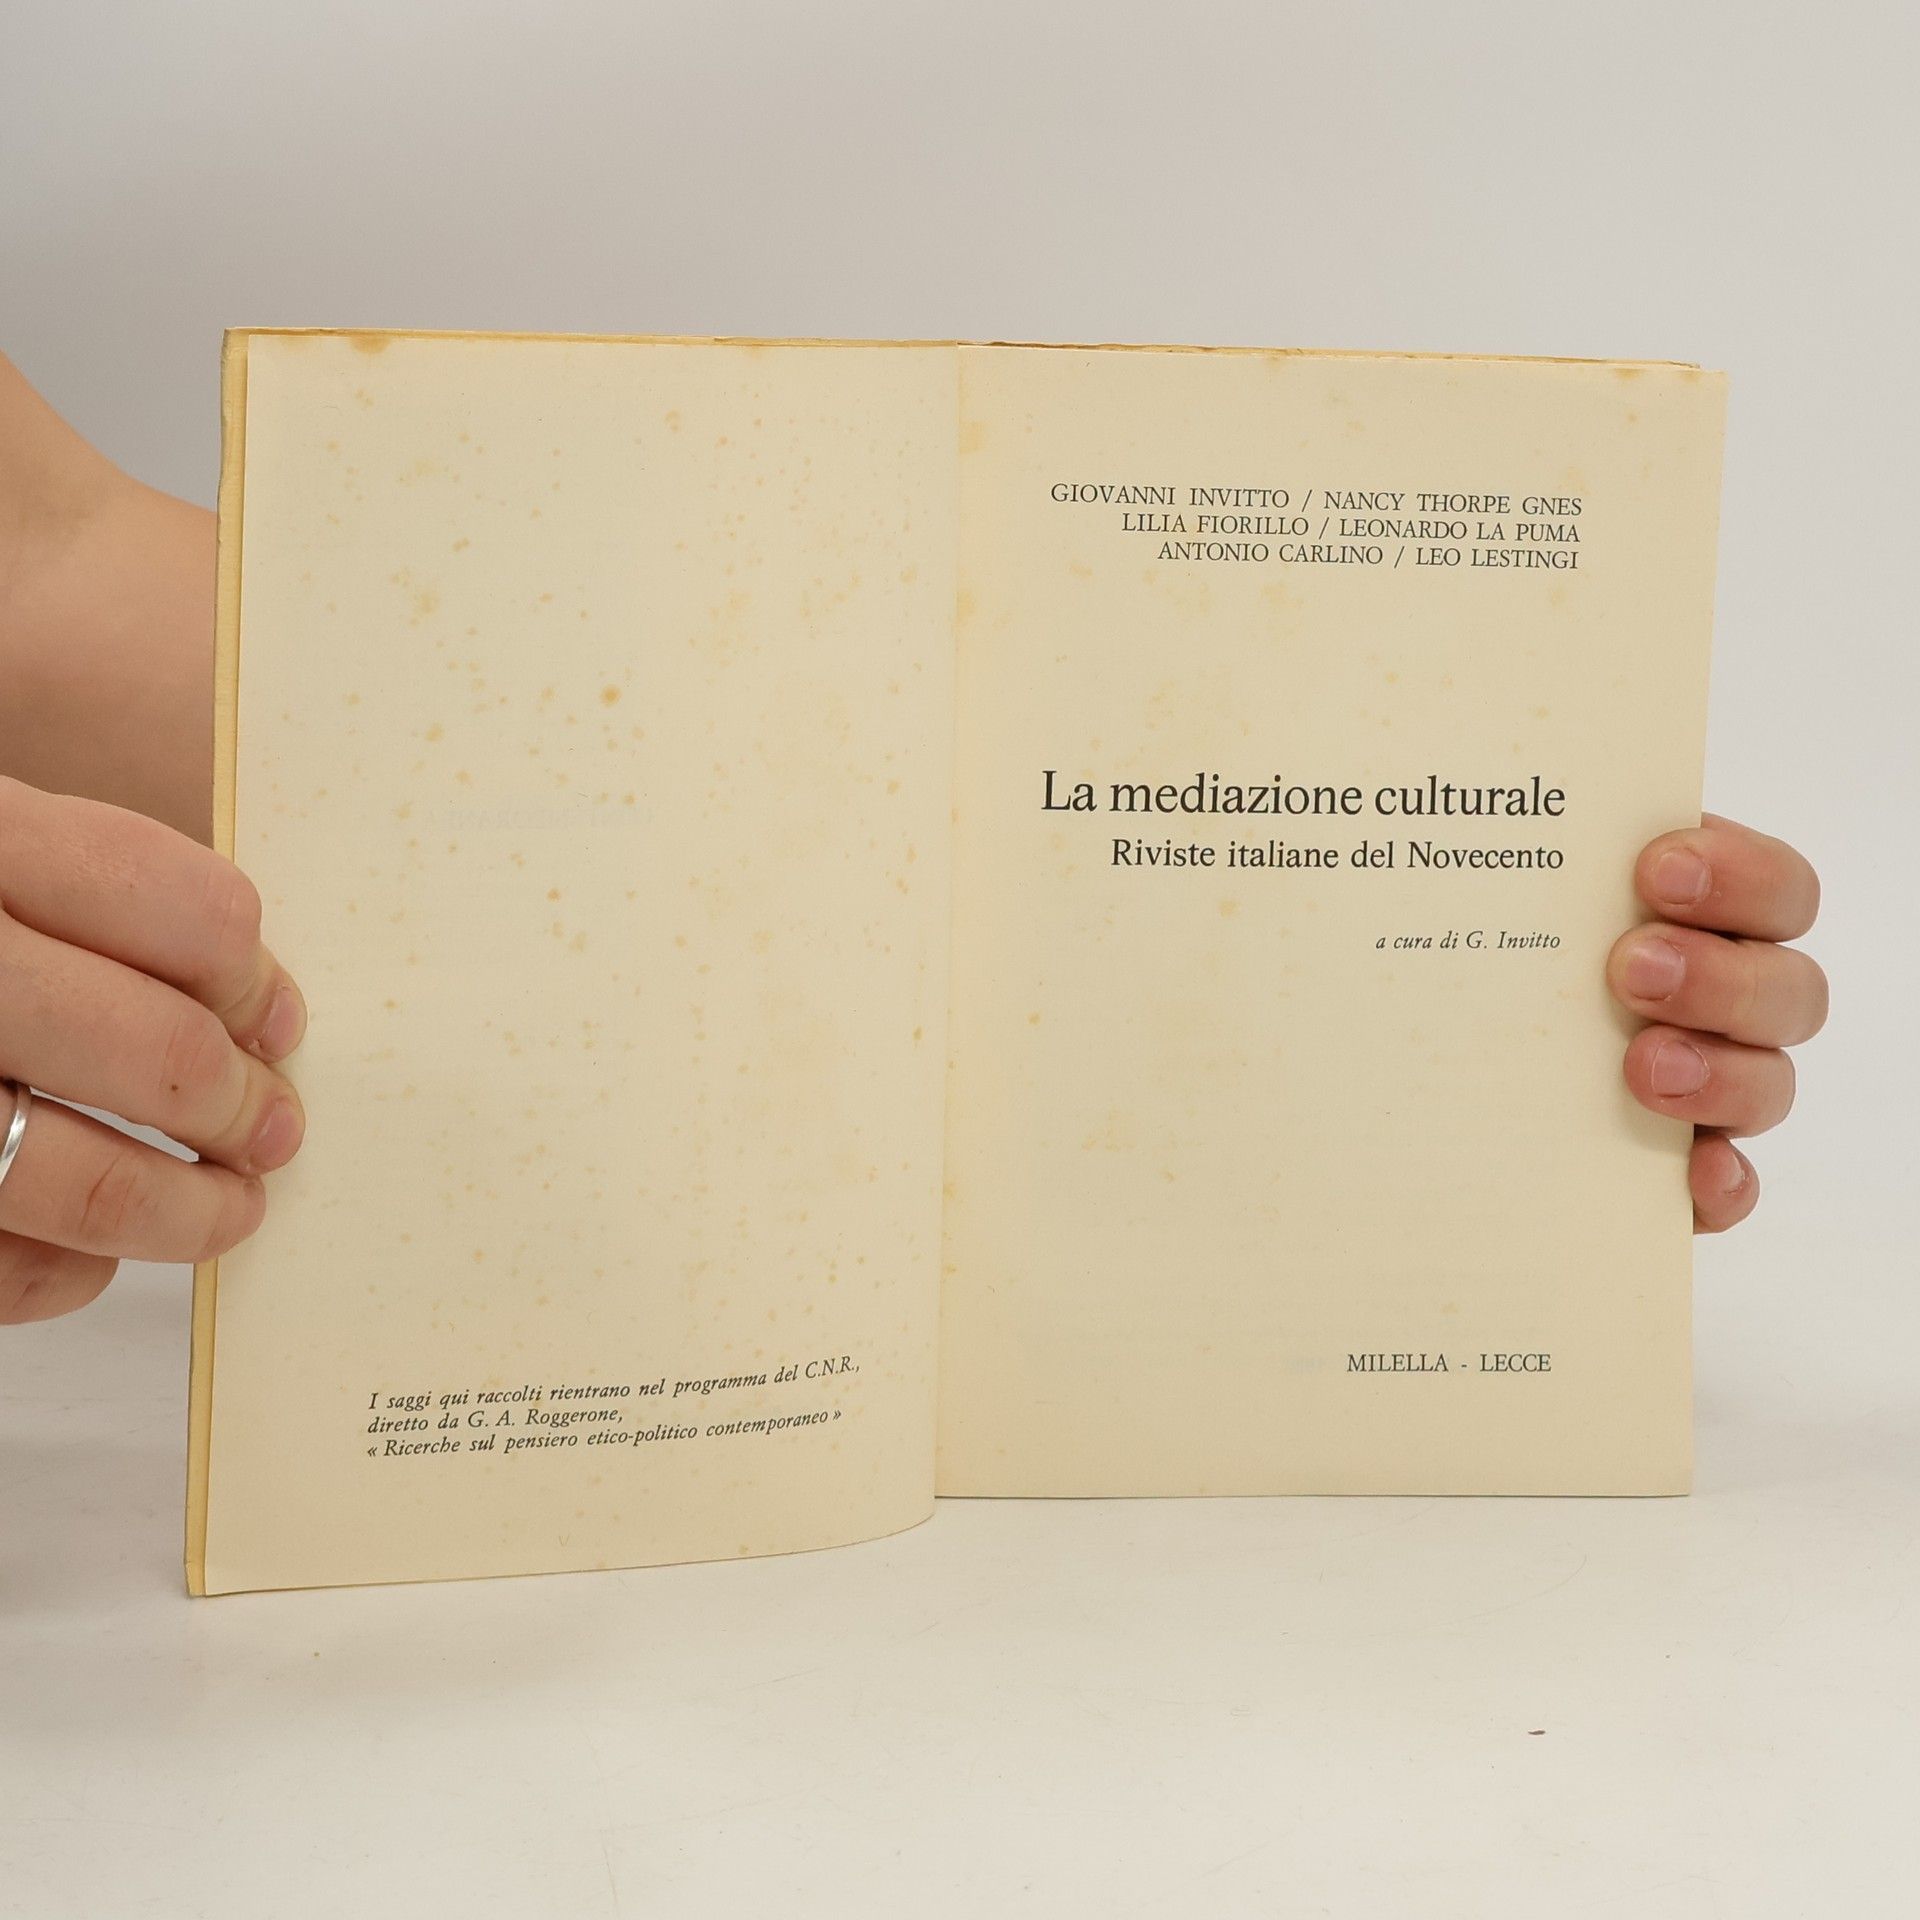 I saggi qui raccolti rientrano nel programma del C.N.R.,
diretto da G. A. Roggerone,
« Ricerche sul pensiero etico-politico contemporaneo »
GIOVANNI INVITTO / NANCY THORPE GNES
LILIA FIORILLO / LEONARDO LA PUMA
ANTONIO CARLINO / LEO LESTINGI
La mediazione culturale
Riviste italiane del Novecento
a cura di G. Invitto
MILELLA - LECCE